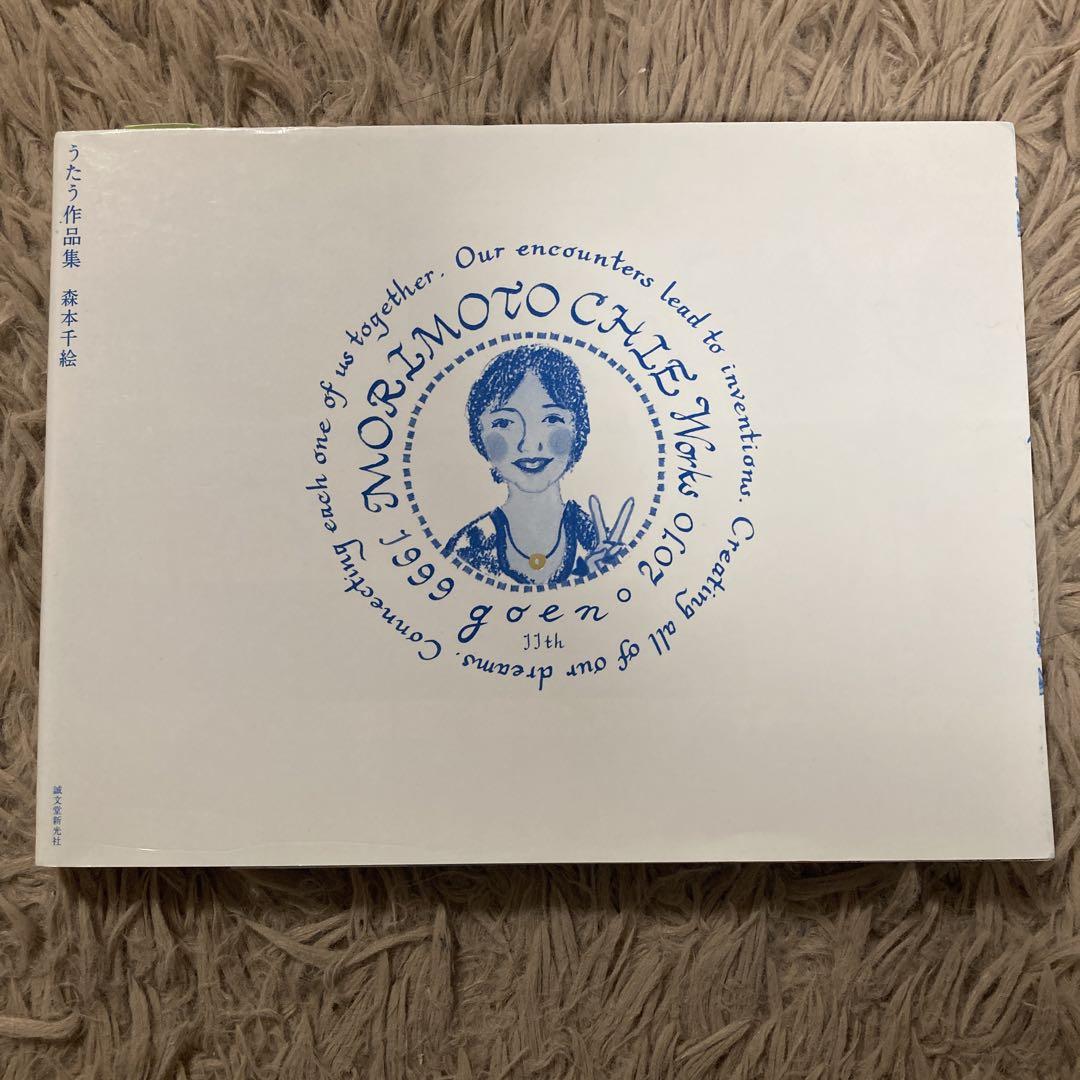 うたう作品集 森本千絵
誠文堂新光社
Our encounters lead to inventions. Creating all of our dreams. Connecting each one of us together.
MORIMOTO CHIE Works 2010
1999
goen°
11th